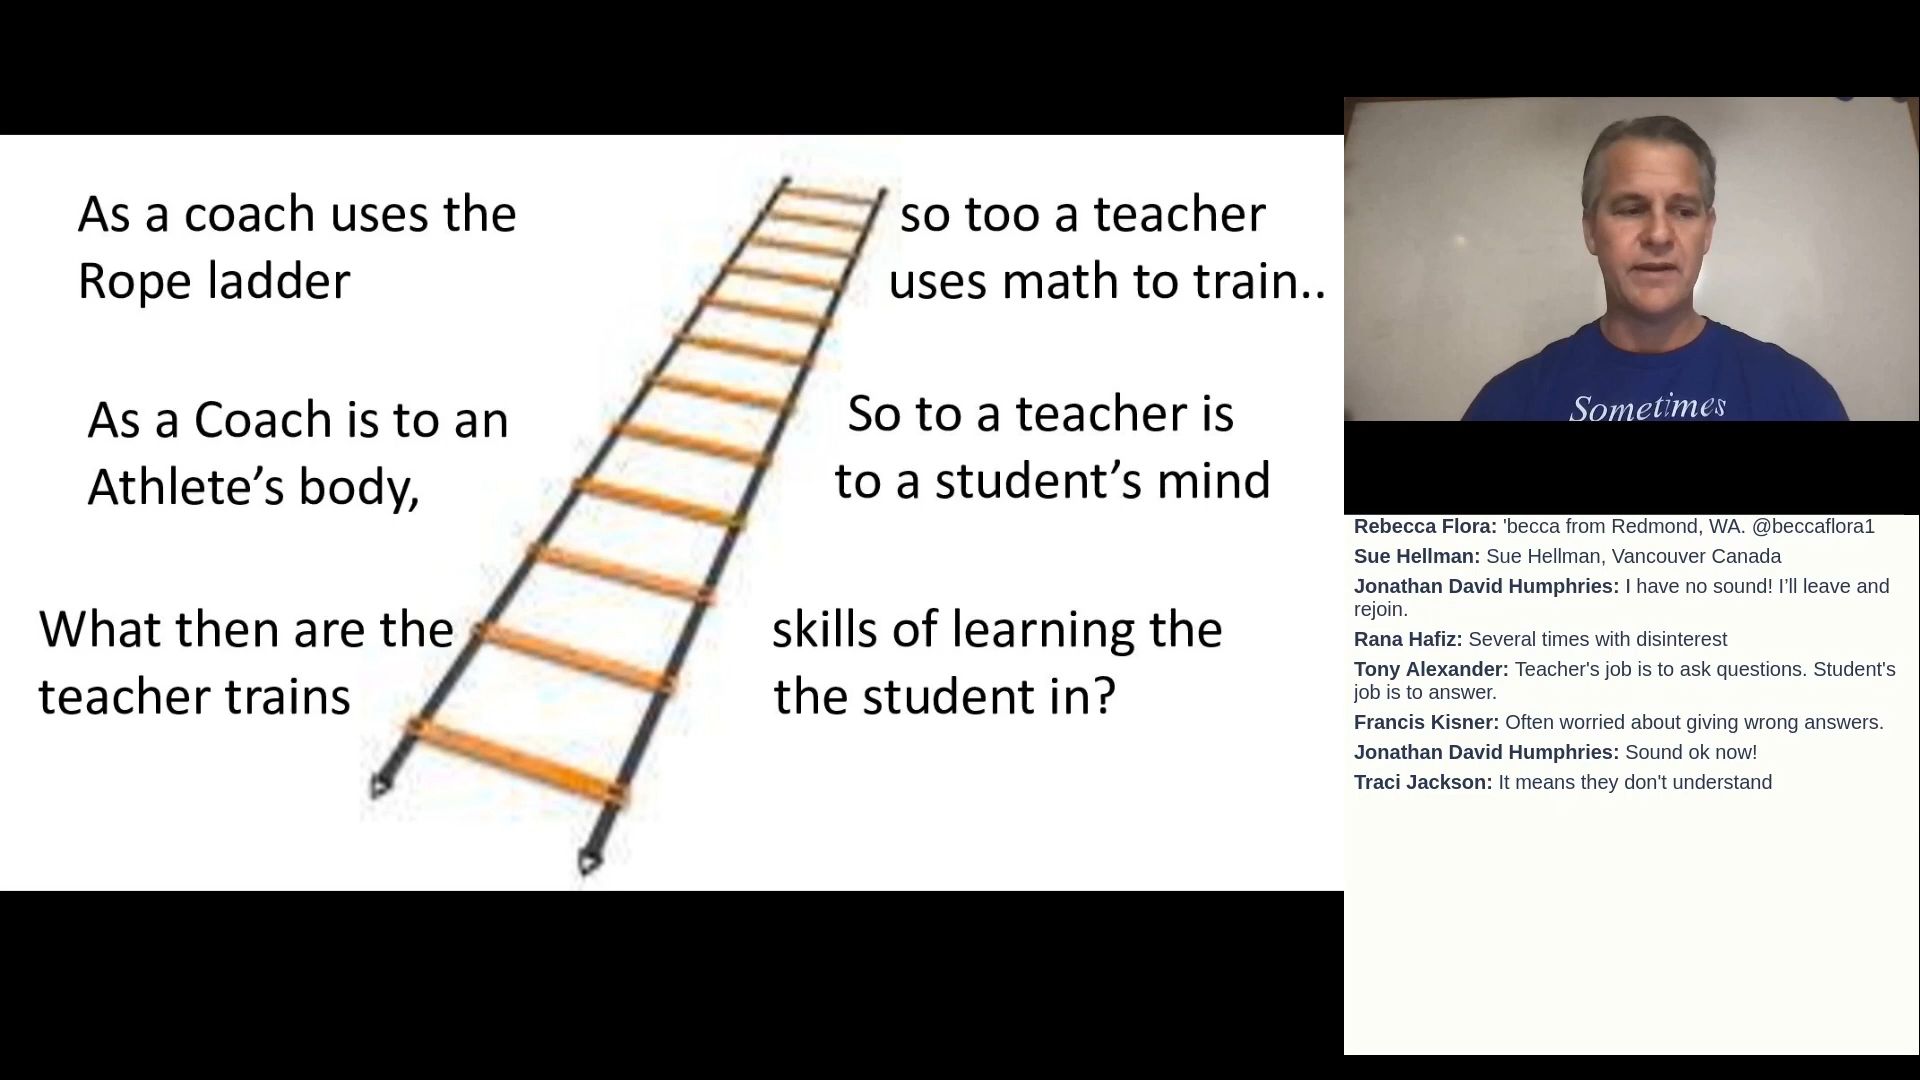 As a coach uses the
Rope ladder
so too a teacher
uses math to train..
As a Coach is to an
Athlete’s body,
So to a teacher is
to a student’s mind
What then are the
teacher trains
skills of learning the
the student in?
Sometimes
Rebecca Flora: 'becca from Redmond, WA. @beccaflora1
Sue Hellman: Sue Hellman, Vancouver Canada
Jonathan David Humphries: I have no sound! I’ll leave and
rejoin.
Rana Hafiz: Several times with disinterest
Tony Alexander: Teacher's job is to ask questions. Student's
job is to answer.
Francis Kisner: Often worried about giving wrong answers.
Jonathan David Humphries: Sound ok now!
Traci Jackson: It means they don't understand